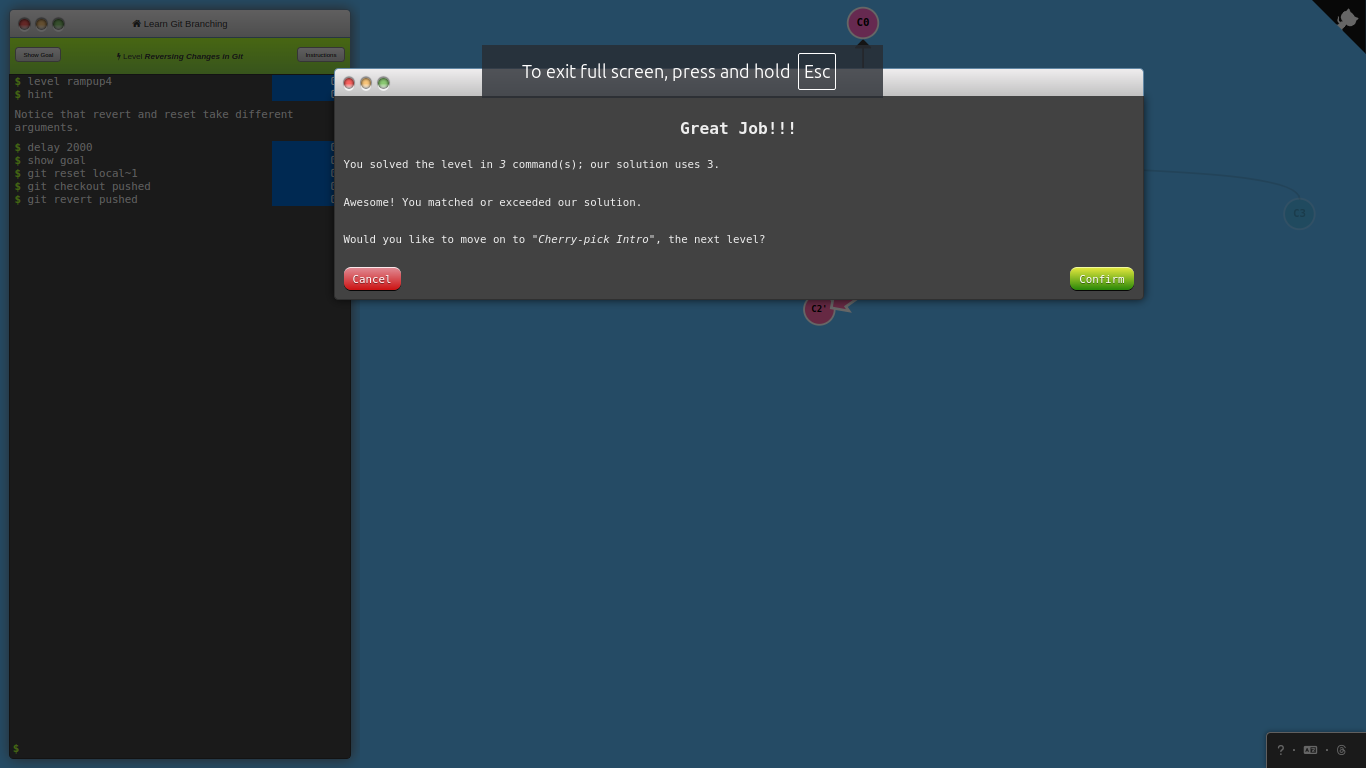 Learn Git Branching
Show Goal
Level Reversing Changes in Git
Instructions
$ level rampup4
$ hint
Notice that revert and reset take different
arguments.
$ delay 2000
$ show goal
$ git reset local~1
$ git checkout pushed
$ git revert pushed
$
C0
To exit full screen, press and hold Esc
Great Job!!!
You solved the level in 3 command(s); our solution uses 3.
Awesome! You matched or exceeded our solution.
Would you like to move on to "Cherry-pick Intro", the next level?
Cancel
Confirm
C3
C2'
? · ·